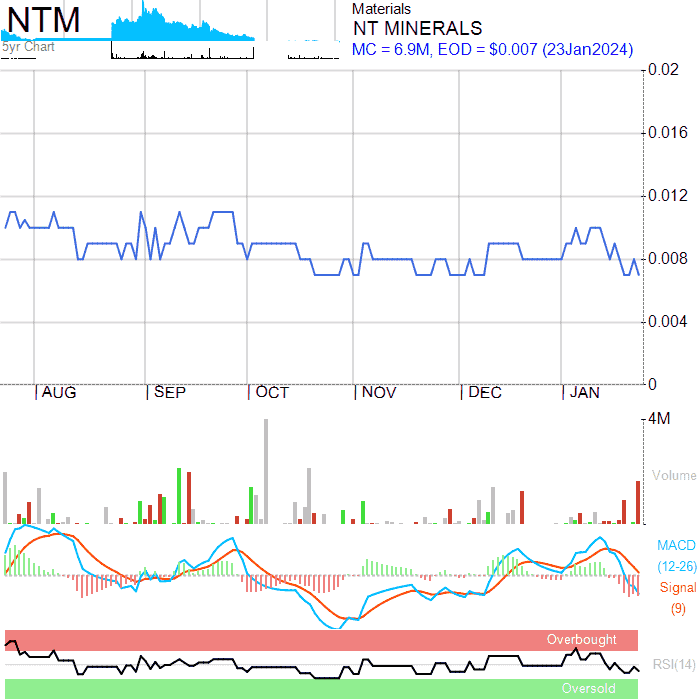 NTM
5yr Chart
Materials
NT MINERALS
MC = 6.9M, EOD = $0.007 (23Jan2024)
0.02
0.016
0.012
0.008
0.004
0
AUG SEP OCT NOV DEC JAN
4M
Volume
MACD
(12-26)
Signal
(9)
Overbought
RSI(14)
Oversold